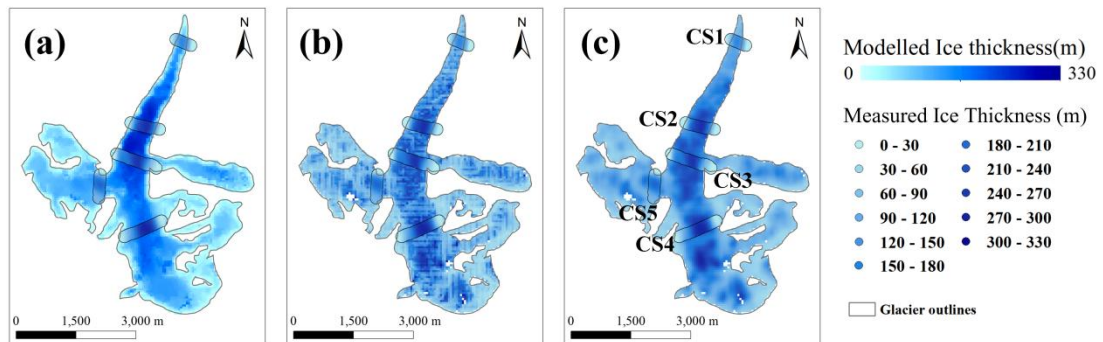 (a)
N
0 1,500 3,000 m
(b)
N
0 1,500 3,000 m
(c)
N
CS1
CS2
CS3
CS5
CS4
0 1,500 3,000 m
Modelled Ice thickness(m)
0 330
Measured Ice Thickness (m)
0 - 30
30 - 60
60 - 90
90 - 120
120 - 150
150 - 180
180 - 210
210 - 240
240 - 270
270 - 300
300 - 330
Glacier outlines